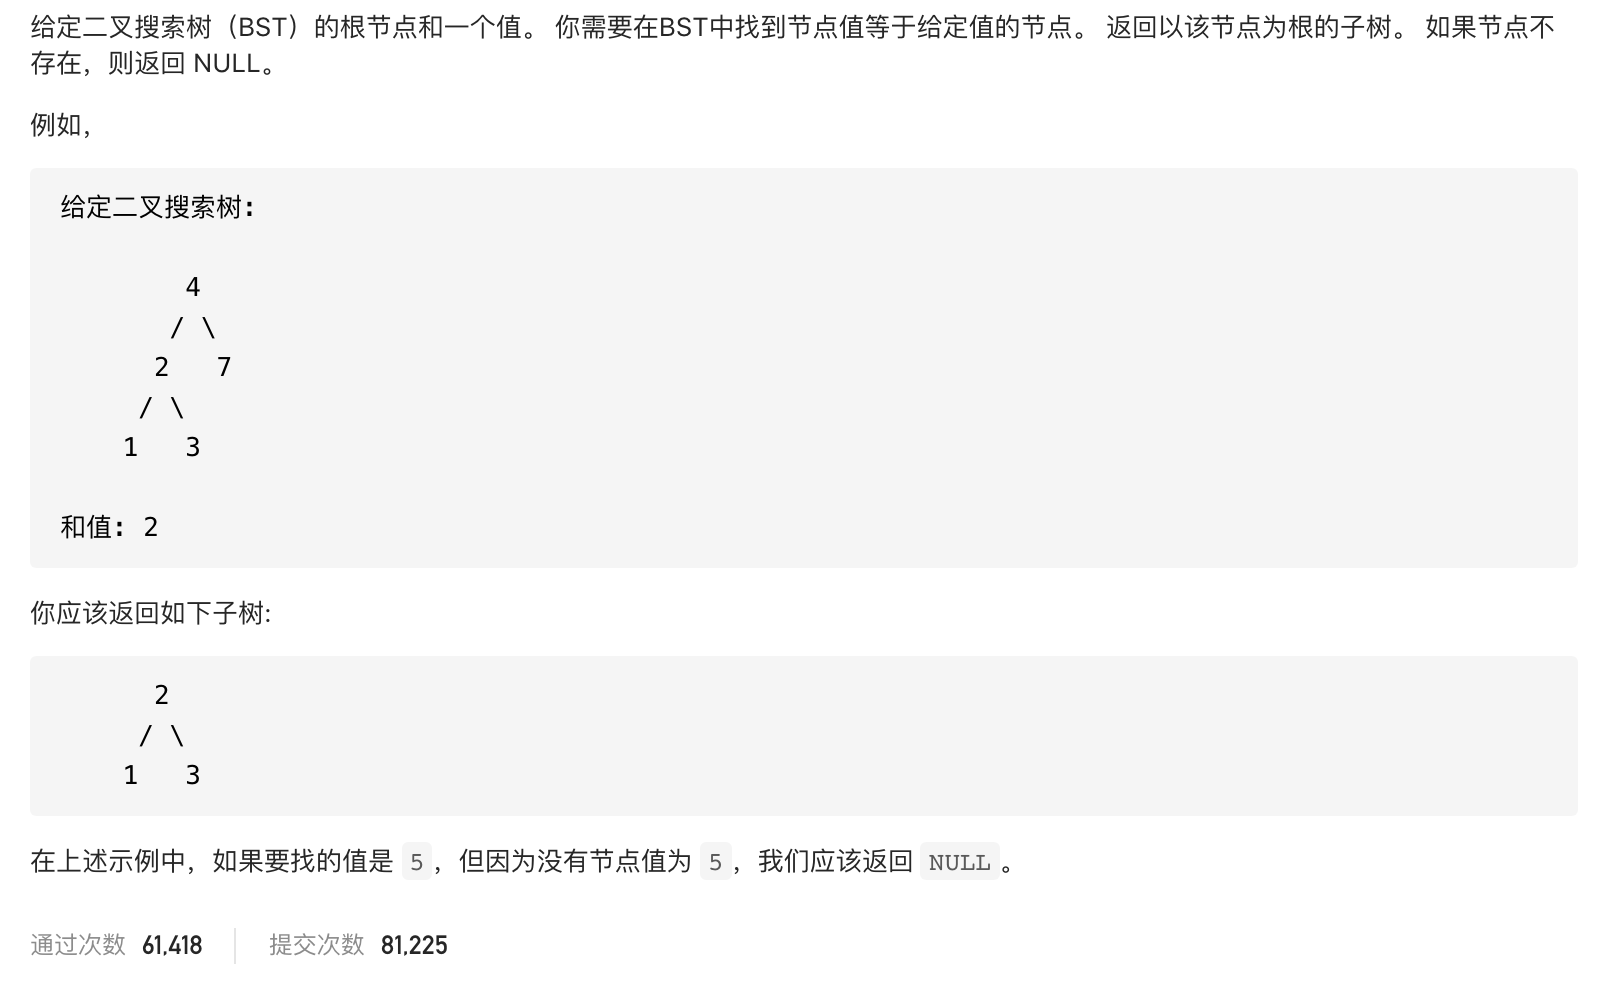 给定二叉搜索树（BST）的根节点和一个值。 你需要在BST中找到节点值等于给定值的节点。 返回以该节点为根的子树。 如果节点不
存在，则返回 NULL。
例如，
给定二叉搜索树:
4
/ \
2   7
/ \
1   3
和值: 2
你应该返回如下子树:
2
/ \
1   3
在上述示例中，如果要找的值是 5，但因为没有节点值为 5，我们应该返回 NULL。
通过次数 61,418 提交次数 81,225